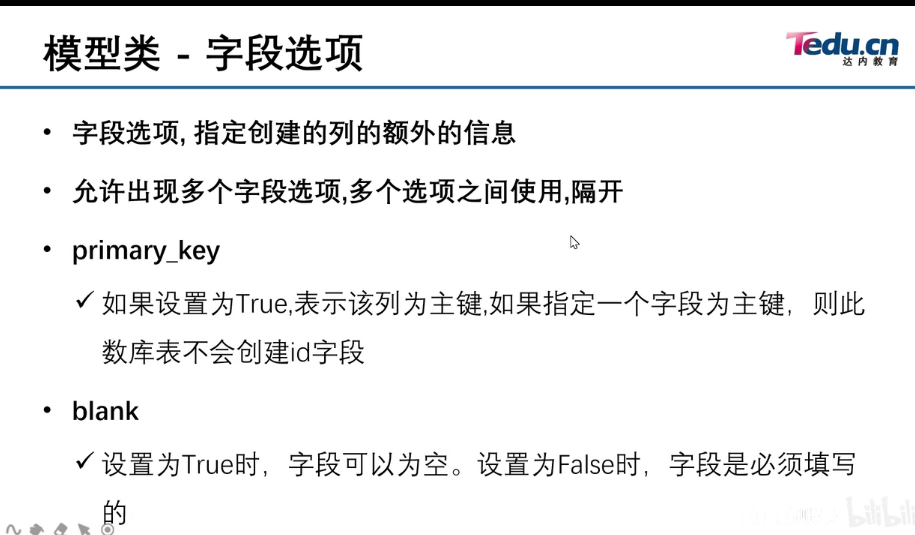 模型类 - 字段选项
Tedu.cn
达内教育
• 字段选项, 指定创建的列的额外的信息
• 允许出现多个字段选项,多个选项之间使用,隔开
• primary_key
✓ 如果设置为True,表示该列为主键,如果指定一个字段为主键，则此
数库表不会创建id字段
• blank
✓ 设置为True时，字段可以为空。设置为False时，字段是必须填写
的
bilibili